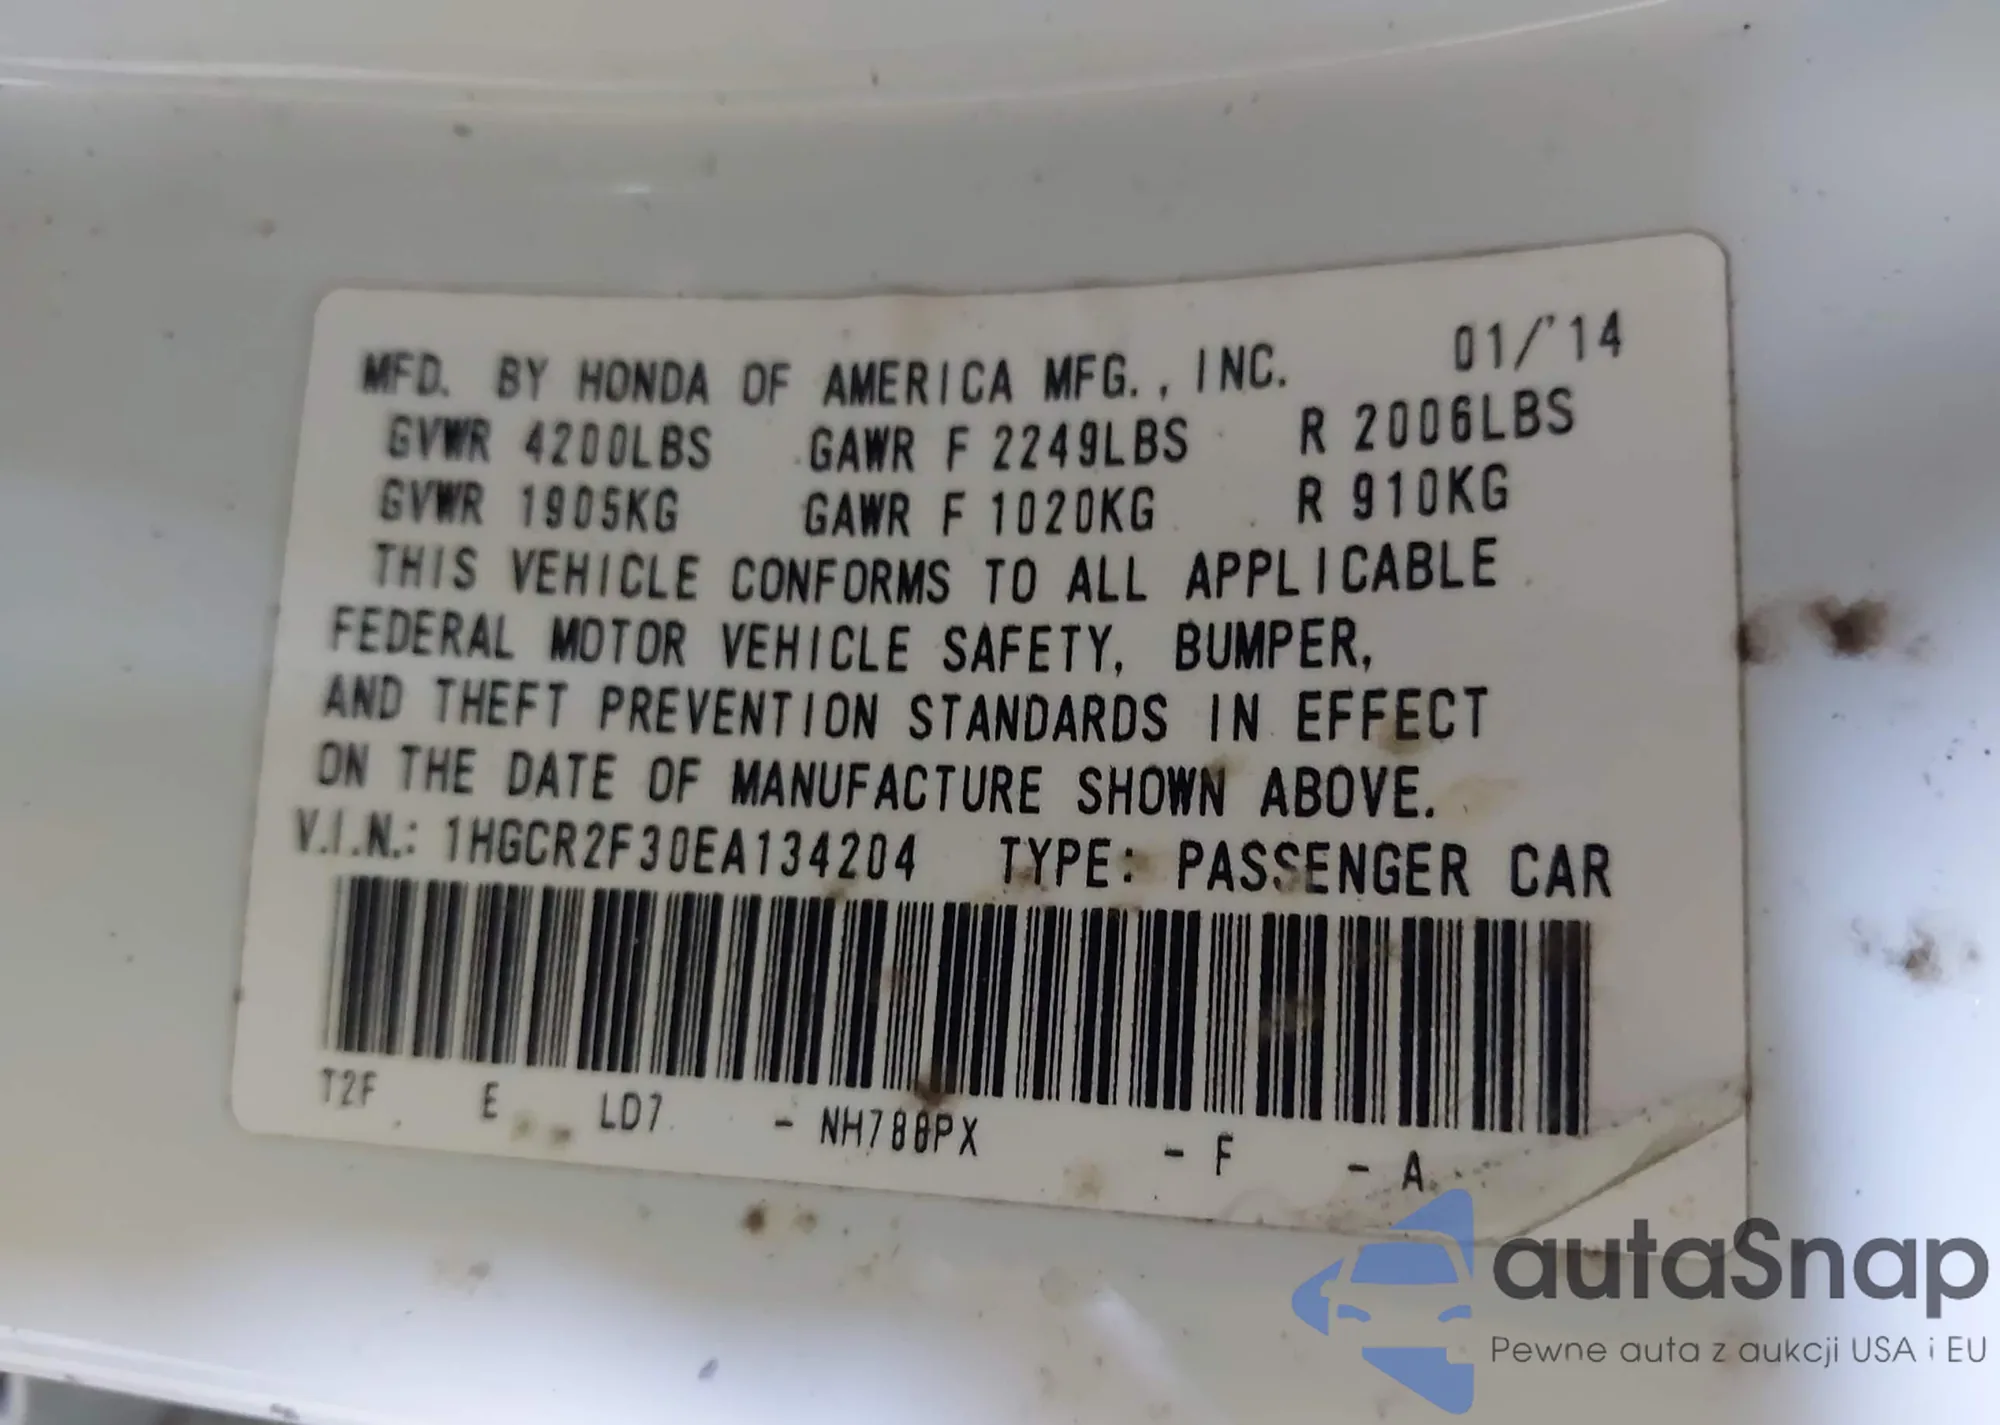 MFD. BY HONDA OF AMERICA MFG., INC. 01/'14
GVWR 4200LBS GAWR F 2249LBS R 2006LBS
GVWR 1905KG GAWR F 1020KG R 910KG
THIS VEHICLE CONFORMS TO ALL APPLICABLE
FEDERAL MOTOR VEHICLE SAFETY, BUMPER,
AND THEFT PREVENTION STANDARDS IN EFFECT
ON THE DATE OF MANUFACTURE SHOWN ABOVE.
V.I.N.: 1HGCR2F30EA134204 TYPE: PASSENGER CAR
T2F E LD7 - NH788PX - F - A
autaSnap
Pewne auta z aukcji USA i EU